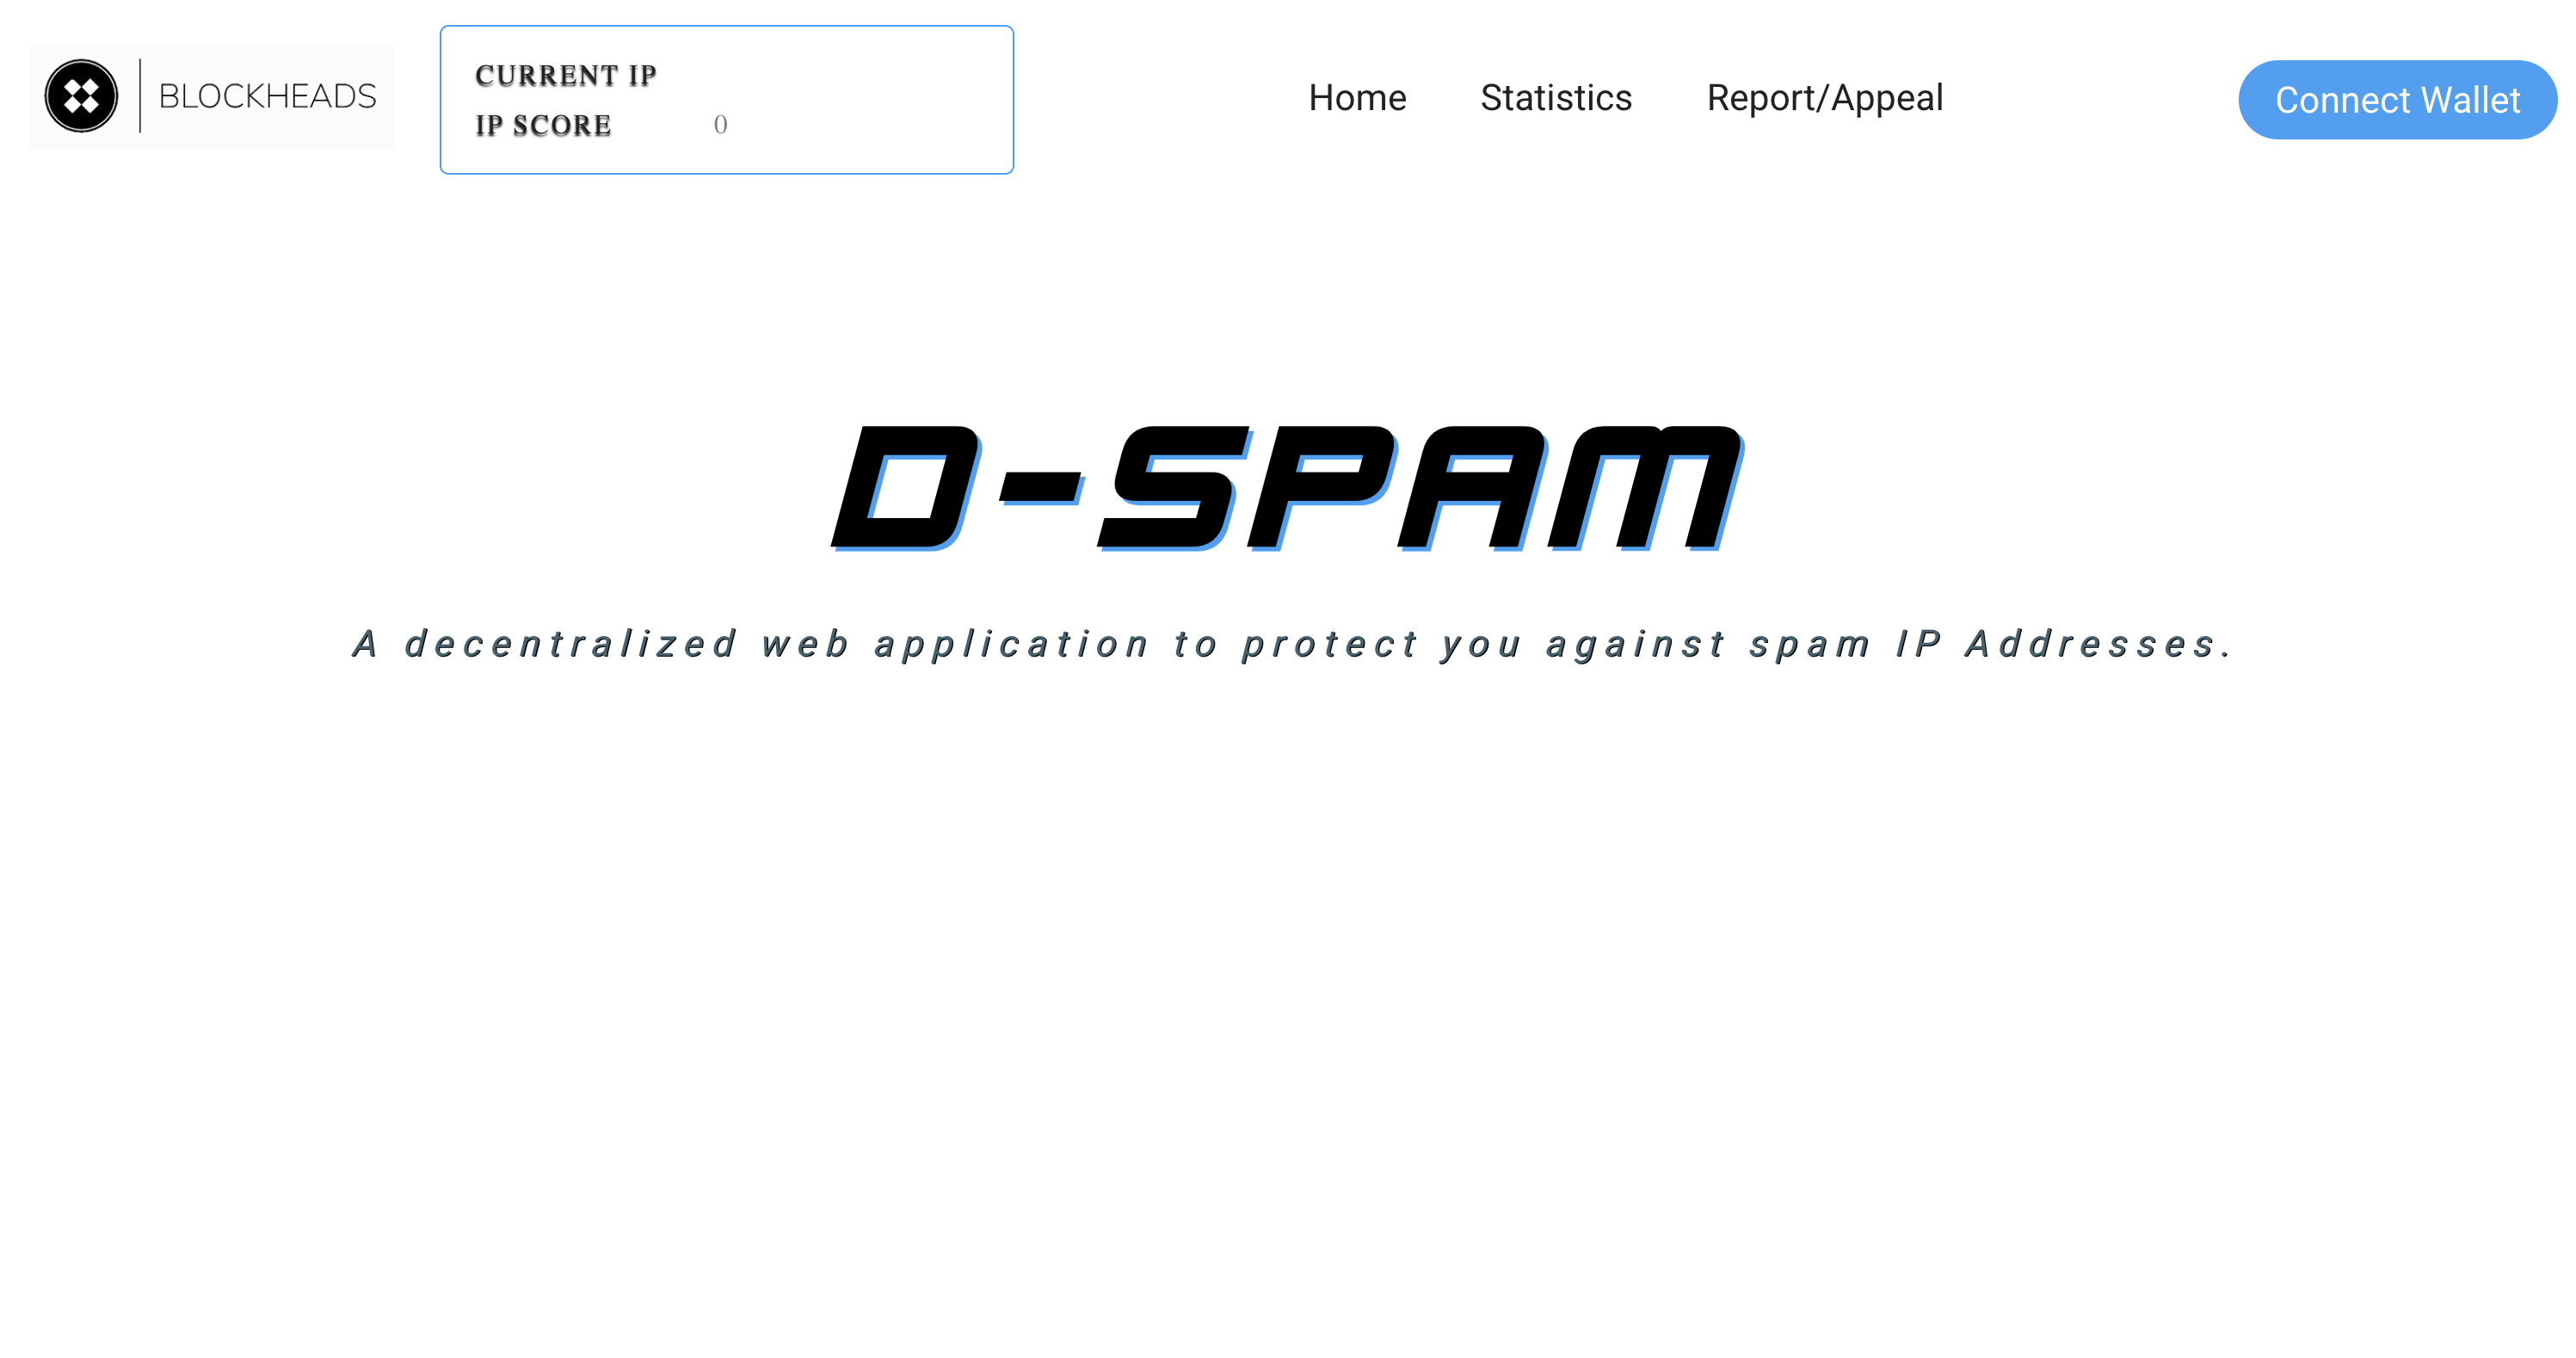 BLOCKHEADS
CURRENT IP
IP SCORE 0
Home Statistics Report/Appeal
Connect Wallet
D-SPAM
A decentralized web application to protect you against spam IP Addresses.